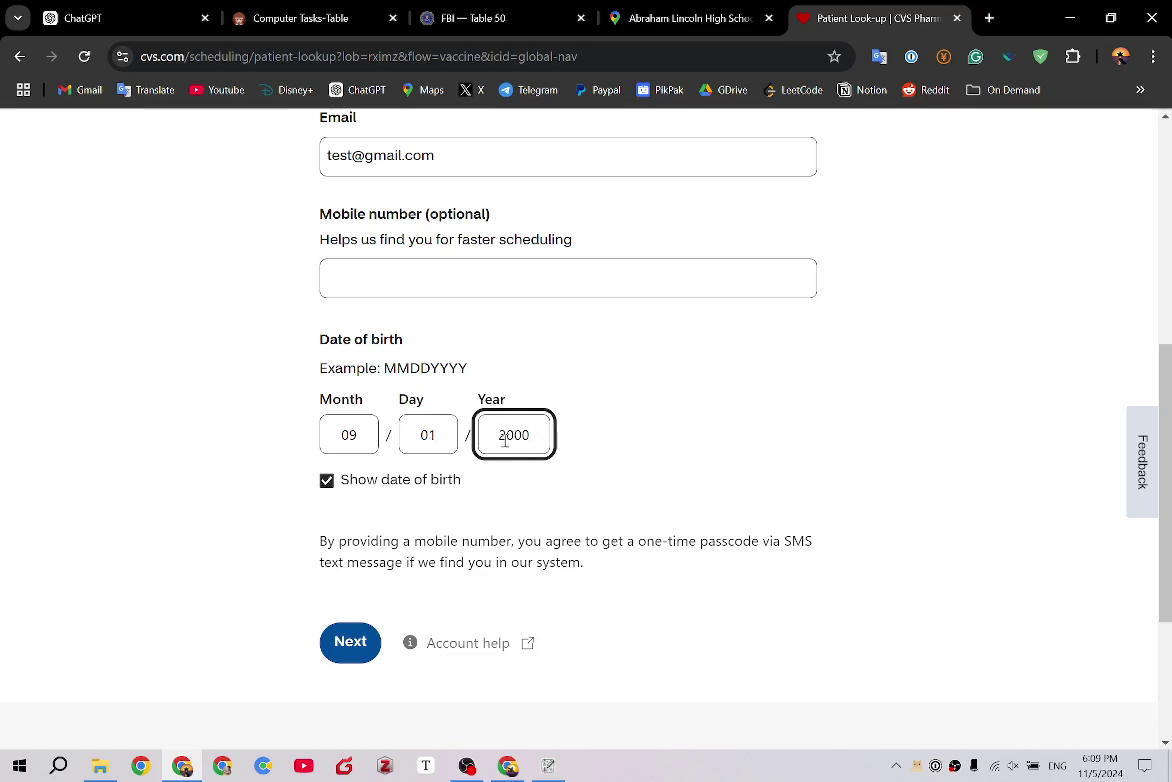 ChatGPT
Computer Tasks-Table
FBI — Table 50
Abraham Lincoln High Scho
Patient Look-up | CVS Pharm
cvs.com/scheduling/patient-lookup?lob=rximz&flow=vaccine&icid=global-nav
Gmail Translate Youtube Disney+ ChatGPT Maps X Telegram Paypal PikPak GDrive LeetCode Notion Reddit On Demand
Email
test@gmail.com
Mobile number (optional)
Helps us find you for faster scheduling
Date of birth
Example: MMDDYYYY
Month Day Year
09 / 01 / 2000
Show date of birth
By providing a mobile number, you agree to get a one-time passcode via SMS
text message if we find you in our system.
Next Account help
Feedback
ENG
6:09 PM
11/5/2024